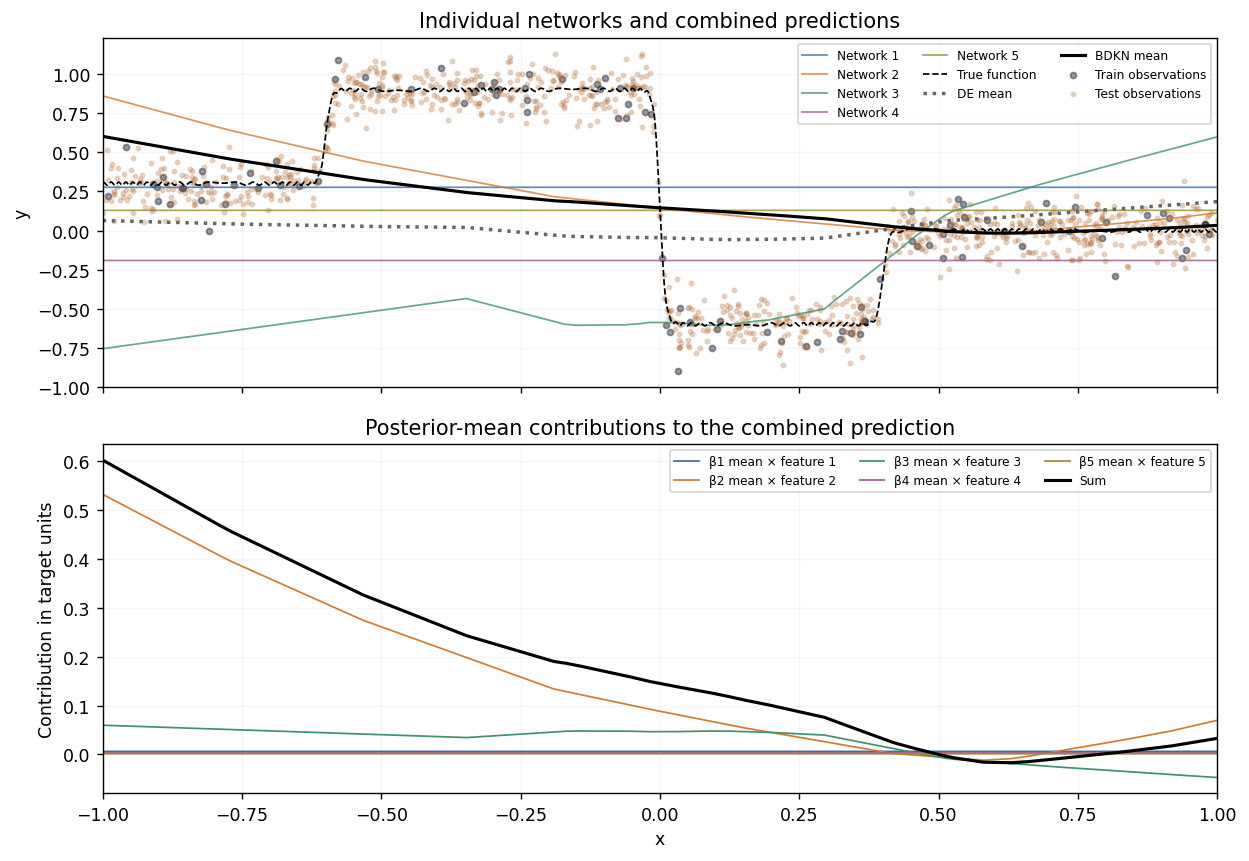 Individual networks and combined predictions
y
1.00
0.75
0.50
0.25
0.00
−0.25
−0.50
−0.75
−1.00
Network 1
Network 2
Network 3
Network 4
Network 5
True function
DE mean
BDKN mean
Train observations
Test observations
Posterior-mean contributions to the combined prediction
Contribution in target units
0.6
0.5
0.4
0.3
0.2
0.1
0.0
β1 mean × feature 1
β2 mean × feature 2
β3 mean × feature 3
β4 mean × feature 4
β5 mean × feature 5
Sum
−1.00 −0.75 −0.50 −0.25 0.00 0.25 0.50 0.75 1.00
x